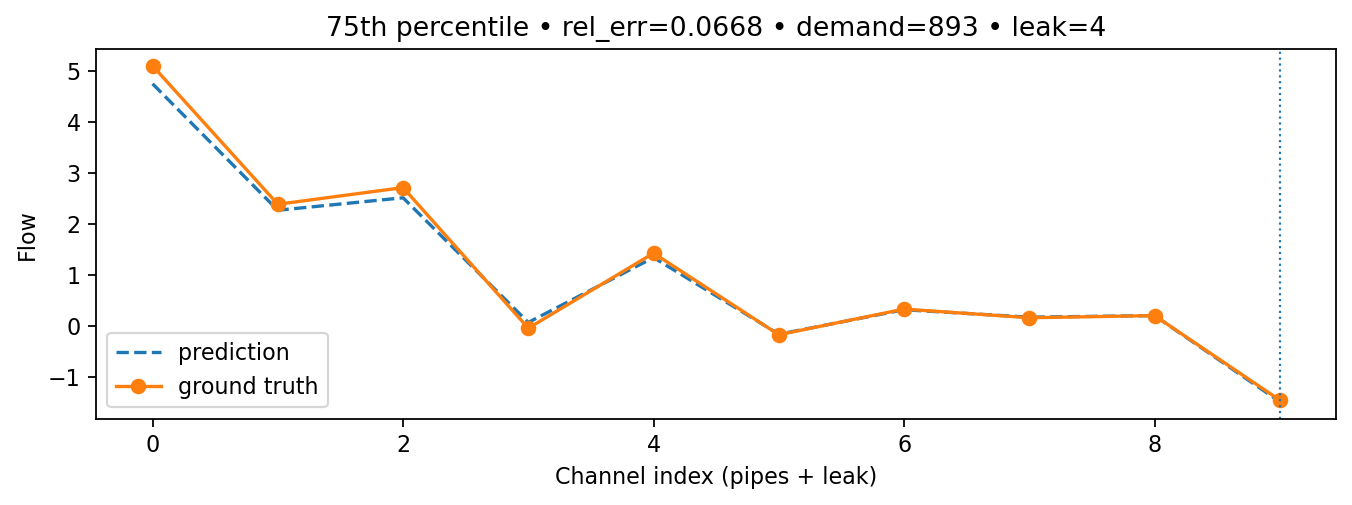 75th percentile • rel_err=0.0668 • demand=893 • leak=4
Flow
5
4
3
2
1
0
−1
prediction
ground truth
0 2 4 6 8
Channel index (pipes + leak)